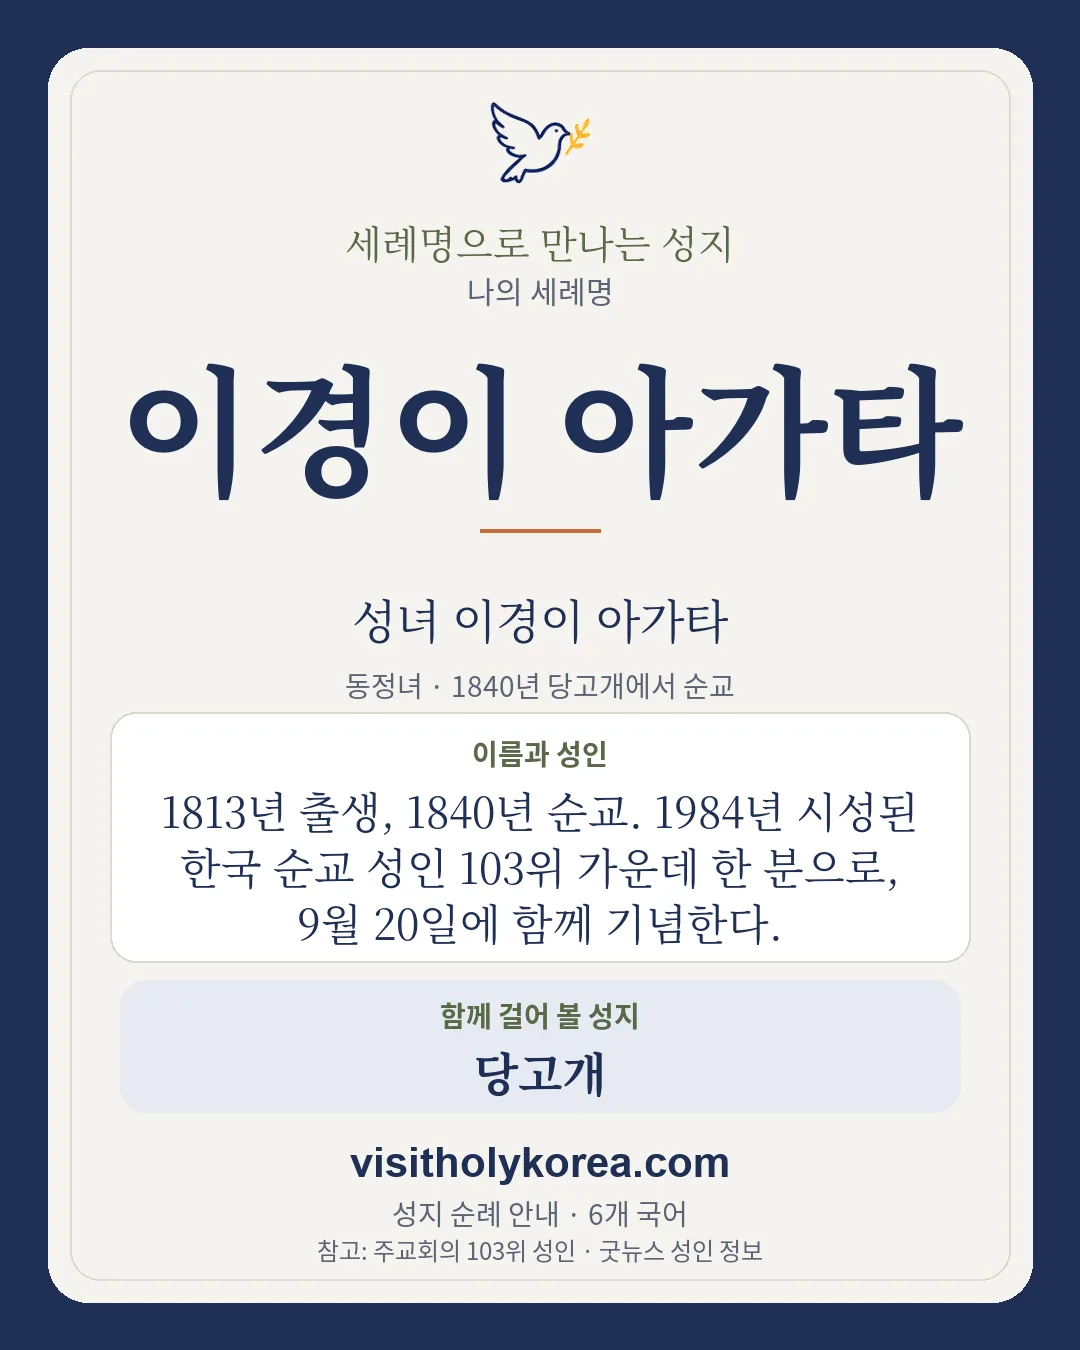 세례명으로 만나는 성지
나의 세례명
이경이 아가타
성녀 이경이 아가타
동정녀 · 1840년 당고개에서 순교
이름과 성인
1813년 출생, 1840년 순교. 1984년 시성된
한국 순교 성인 103위 가운데 한 분으로,
9월 20일에 함께 기념한다.
함께 걸어 볼 성지
당고개
visitholykorea.com
성지 순례 안내 · 6개 국어
참고: 주교회의 103위 성인 · 굿뉴스 성인 정보